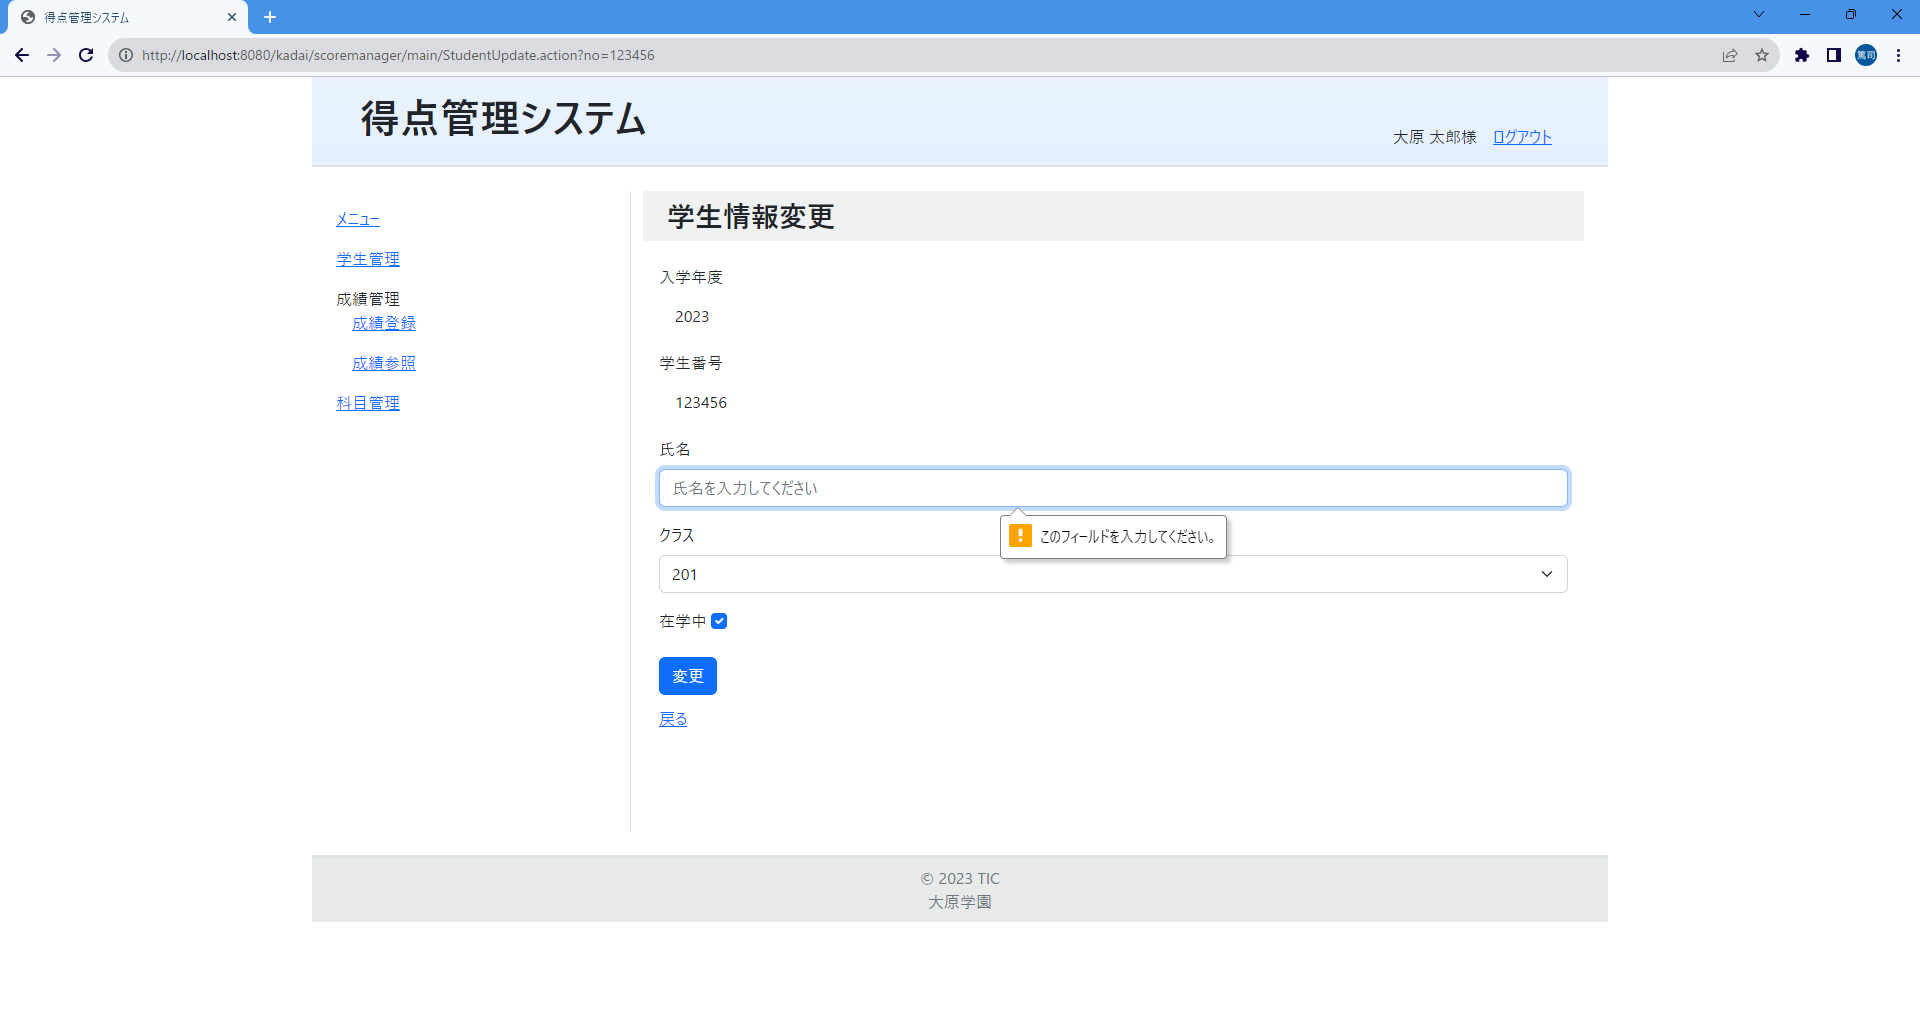 得点管理システム
http://localhost:8080/kadai/scoremanager/main/StudentUpdate.action?no=123456
篤司
得点管理システム
大原 太郎様 ログアウト
メニュー
学生管理
成績管理
成績登録
成績参照
科目管理
学生情報変更
入学年度
2023
学生番号
123456
氏名
氏名を入力してください
このフィールドを入力してください。
クラス
201
在学中
変更
戻る
© 2023 TIC
大原学園